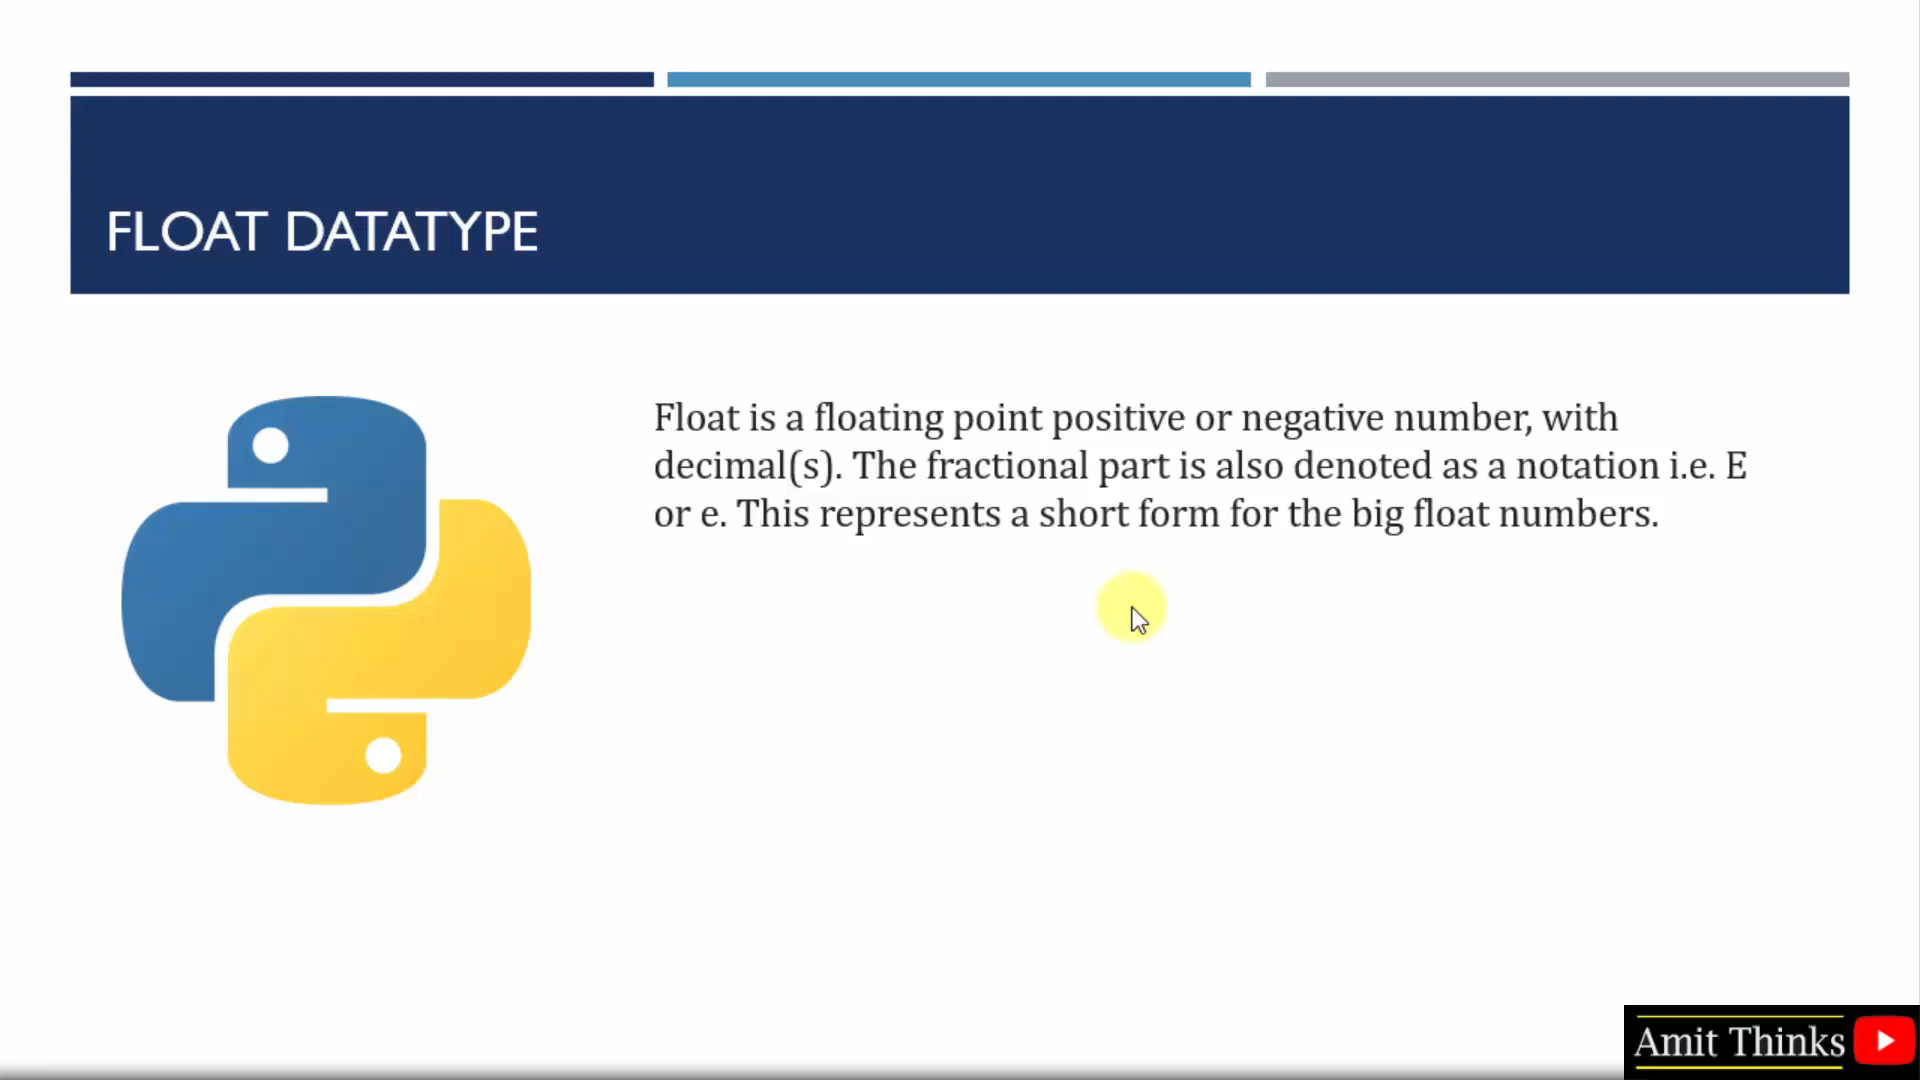 FLOAT DATATYPE
Float is a floating point positive or negative number, with
decimal(s). The fractional part is also denoted as a notation i.e. E
or e. This represents a short form for the big float numbers.
Amit Thinks